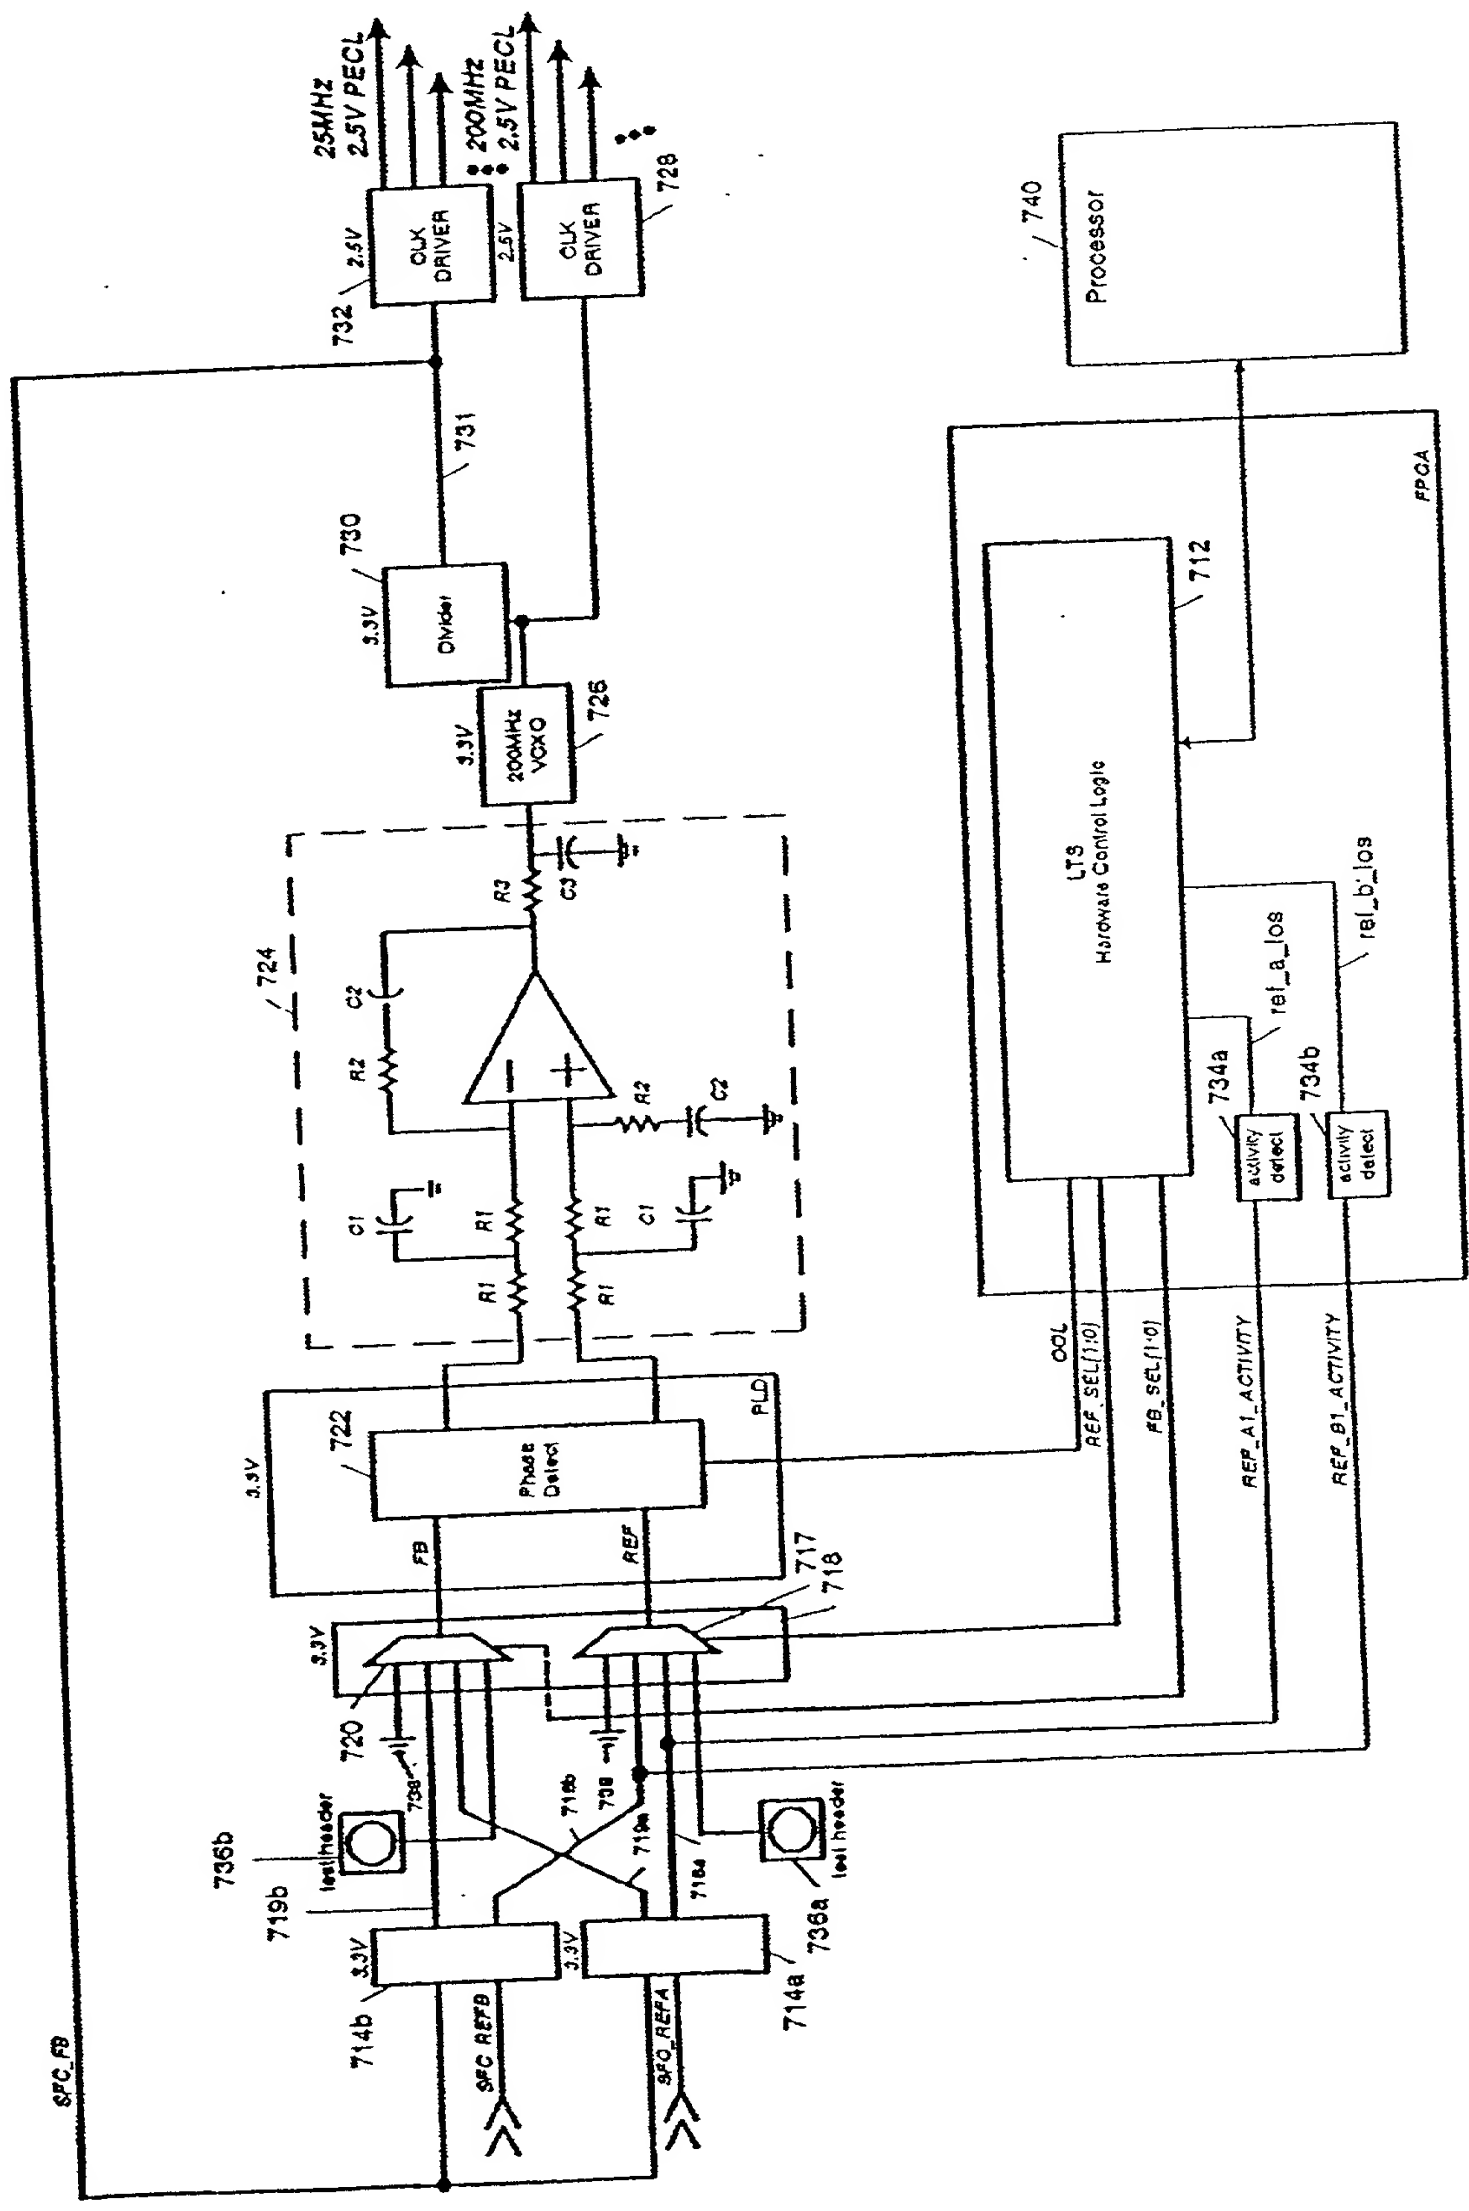 SFC_FB
714b
3.3V
SFC REFB
SFO_REFA
3.3V
714a
719b
736b
test header
738
720
3.3V
716b
738
719a
716a
736a
test header
717
718
FB
REF
3.3V
722
Phase
Detect
PLD
724
R1
R1
C1
R1
R1
C1
R2
C2
R2
C2
R3
C3
3.3V
200MHz
VCXO
726
3.3V
730
Divider
731
732
2.5V
CLK
DRIVER
2.5V
CLK
DRIVER
728
25MHz
2.5V PECL
200MHz
2.5V PECL
OOL
REF_SEL(1:0)
FB_SEL(1:0)
REF_A1_ACTIVITY
REF_B1_ACTIVITY
734a
activity
detect
734b
activity
detect
ref_a_los
ref_b_los
LTS
Hardware Control Logic
712
FPGA
740
Processor